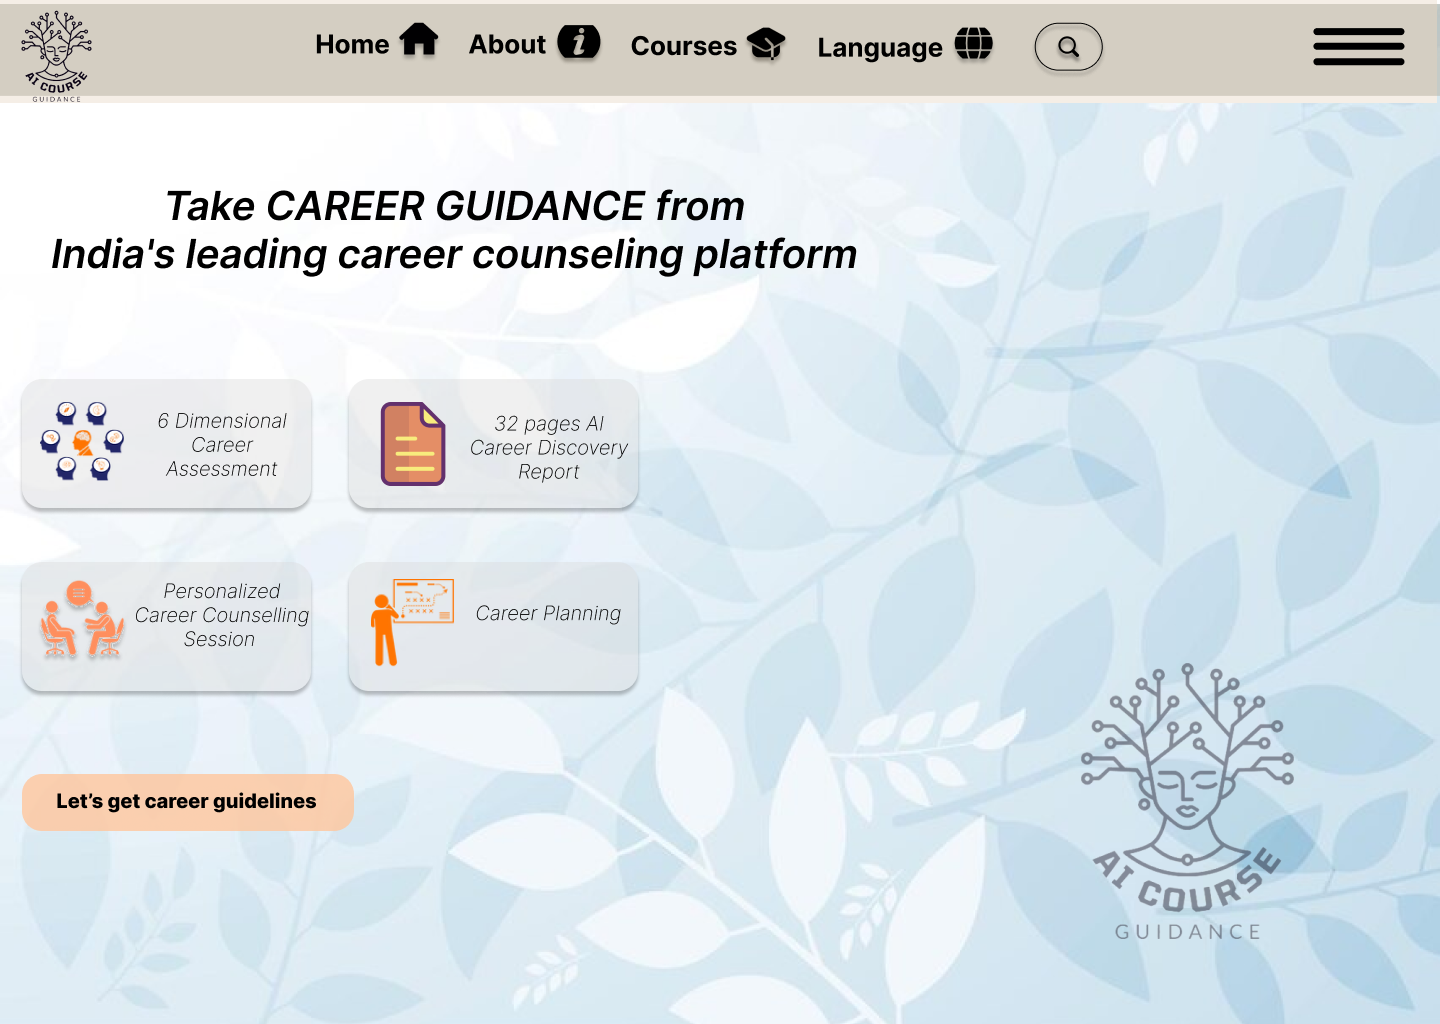 AI COURSE
GUIDANCE
Home
About
i
Courses
Language
Take CAREER GUIDANCE from
India's leading career counseling platform
6 Dimensional
Career
Assessment
32 pages AI
Career Discovery
Report
Personalized
Career Counselling
Session
Career Planning
Let’s get career guidelines
AI COURSE
GUIDANCE